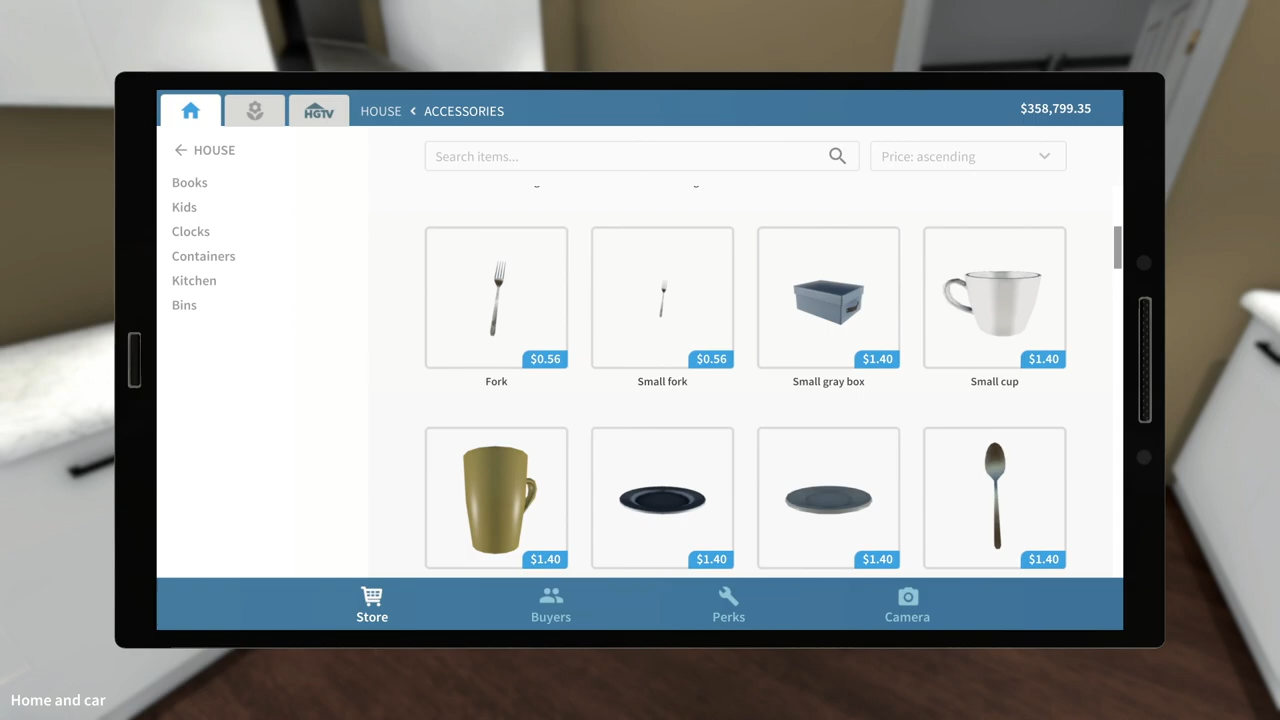 HGTV
HOUSE < ACCESSORIES
$358,799.35
HOUSE
Search items...
Price: ascending
Books
Kids
Clocks
Containers
Kitchen
Bins
$0.56
$0.56
$1.40
$1.40
Fork
Small fork
Small gray box
Small cup
$1.40
$1.40
$1.40
$1.40
Store
Buyers
Perks
Camera
Home and car